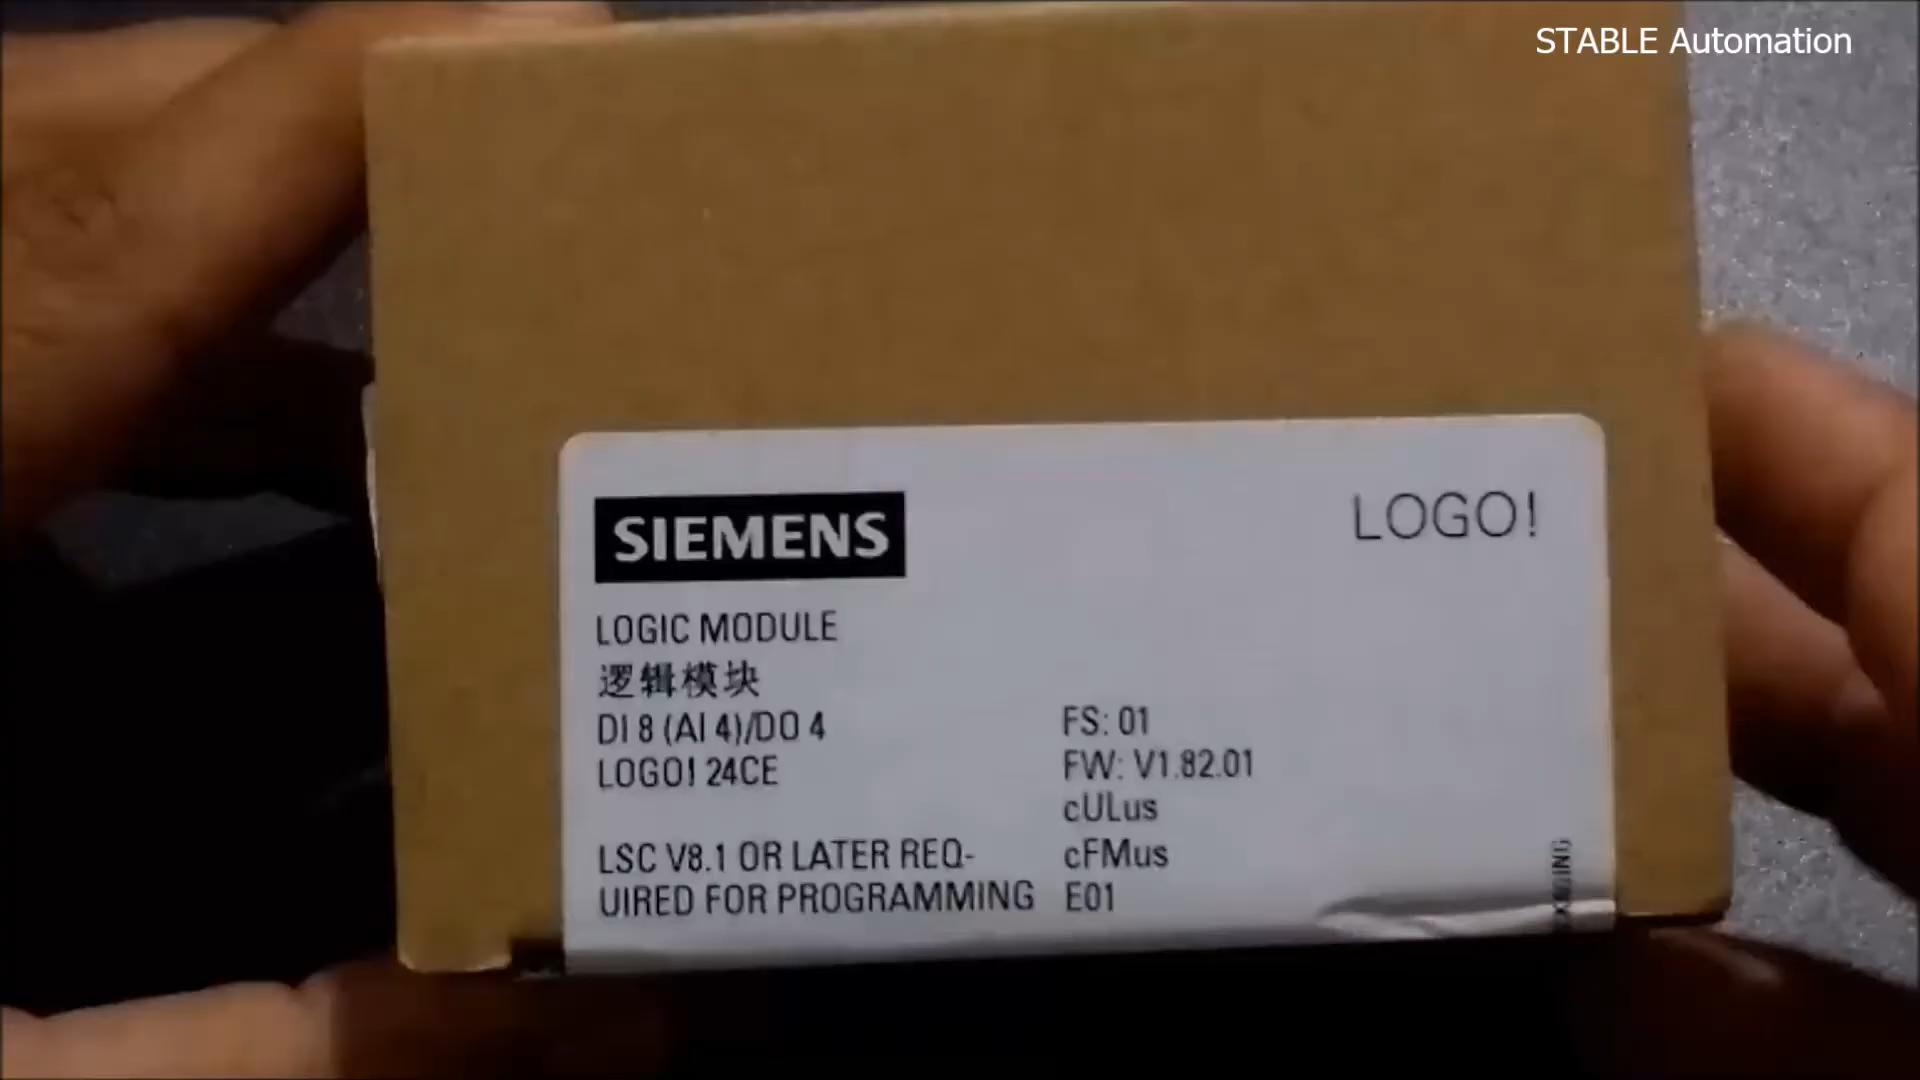 STABLE Automation
SIEMENS
LOGO!
LOGIC MODULE
逻辑模块
DI 8 (AI 4)/DO 4
LOGO! 24CE
LSC V8.1 OR LATER REQ-
UIRED FOR PROGRAMMING
FS: 01
FW: V1.82.01
cULus
cFMus
E01